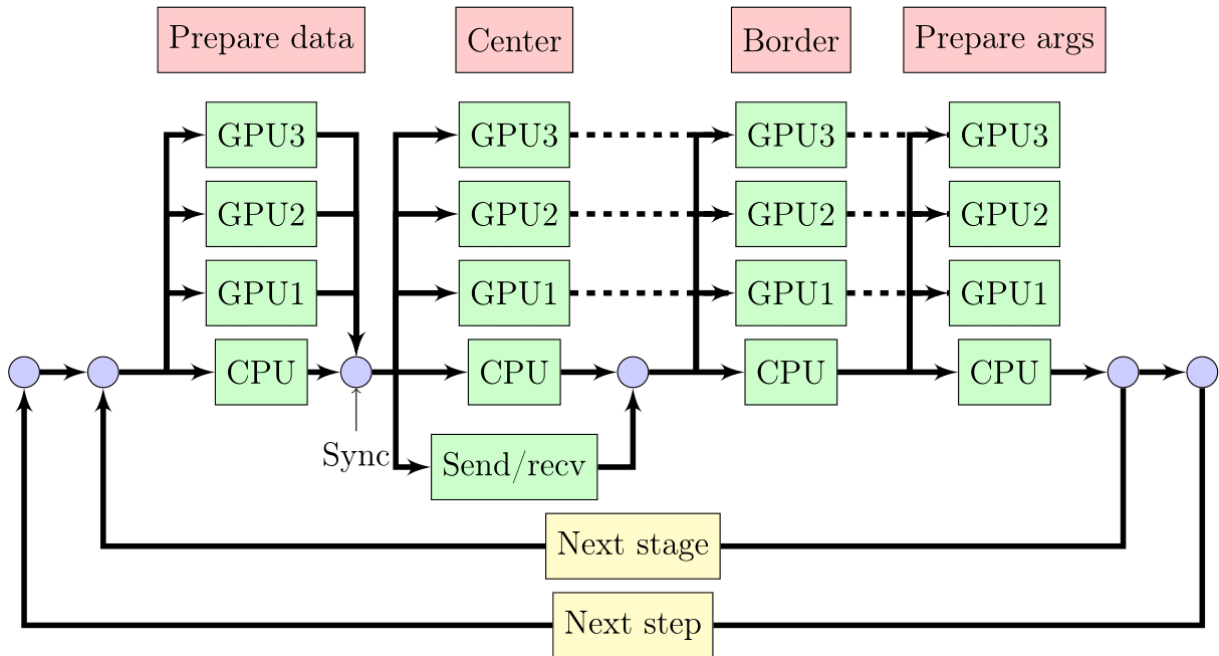 Prepare data
Center
Border
Prepare args
GPU3
GPU3
GPU3
GPU3
GPU2
GPU2
GPU2
GPU2
GPU1
GPU1
GPU1
GPU1
CPU
CPU
CPU
CPU
Sync
Send/recv
Next stage
Next step